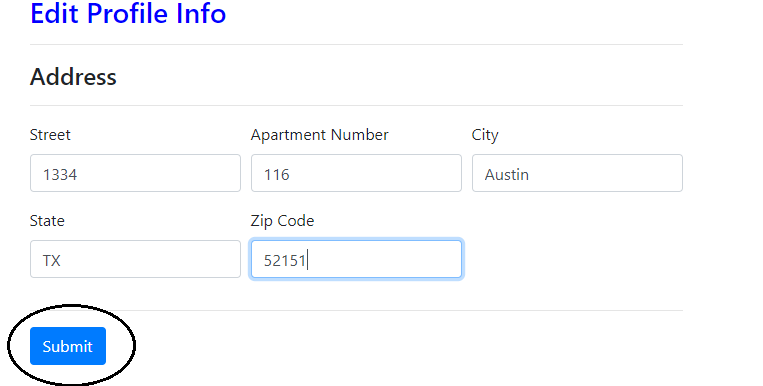 Edit Profile Info
Address
Street Apartment Number City
1334 116 Austin
State Zip Code
TX 52151
Submit